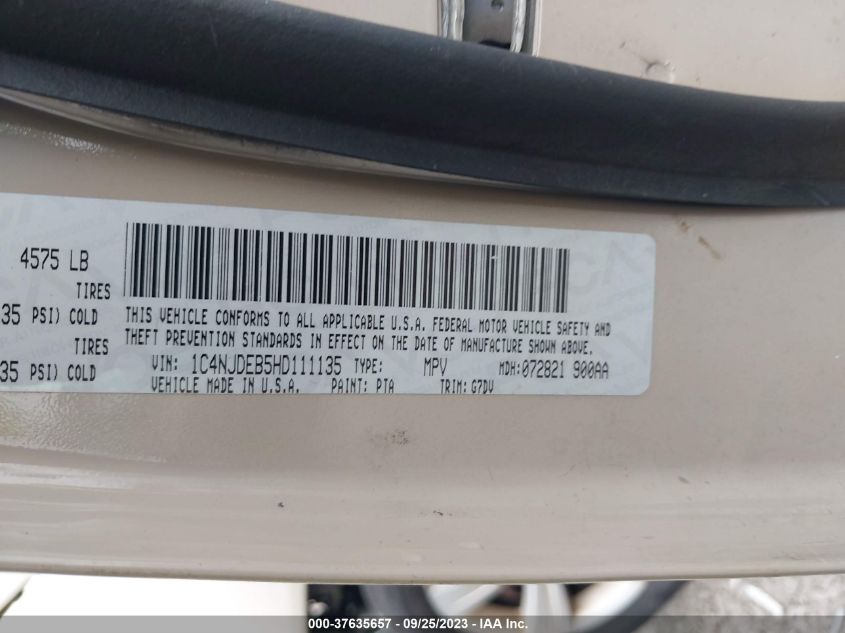 4575 LB
TIRES
35 PSI) COLD
TIRES
35 PSI) COLD
THIS VEHICLE CONFORMS TO ALL APPLICABLE U.S.A. FEDERAL MOTOR VEHICLE SAFETY AND
THEFT PREVENTION STANDARDS IN EFFECT ON THE DATE OF MANUFACTURE SHOWN ABOVE.
VIN: 1C4NJDEB5HD111135 TYPE: MPV MDH:072821 900AA
VEHICLE MADE IN U.S.A. PAINT: PTA TRIM: G7DV
000-37635657 - 09/25/2023 - IAA Inc.